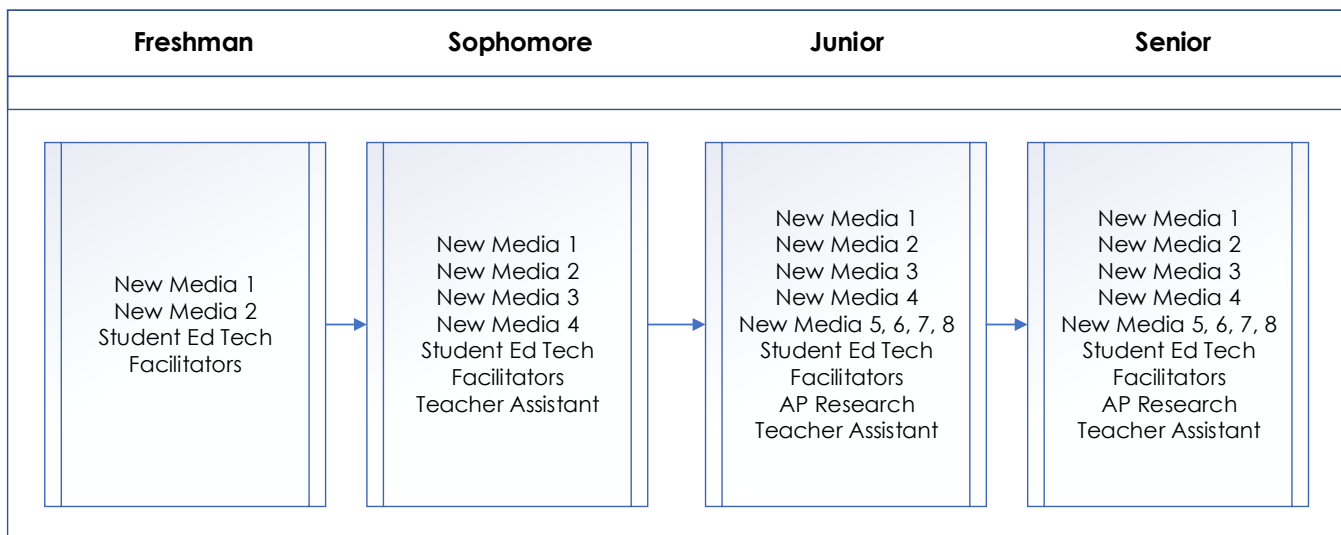 Freshman
Sophomore
Junior
Senior
New Media 1
New Media 2
Student Ed Tech
Facilitators
New Media 1
New Media 2
New Media 3
New Media 4
Student Ed Tech
Facilitators
Teacher Assistant
New Media 1
New Media 2
New Media 3
New Media 4
New Media 5, 6, 7, 8
Student Ed Tech
Facilitators
AP Research
Teacher Assistant
New Media 1
New Media 2
New Media 3
New Media 4
New Media 5, 6, 7, 8
Student Ed Tech
Facilitators
AP Research
Teacher Assistant